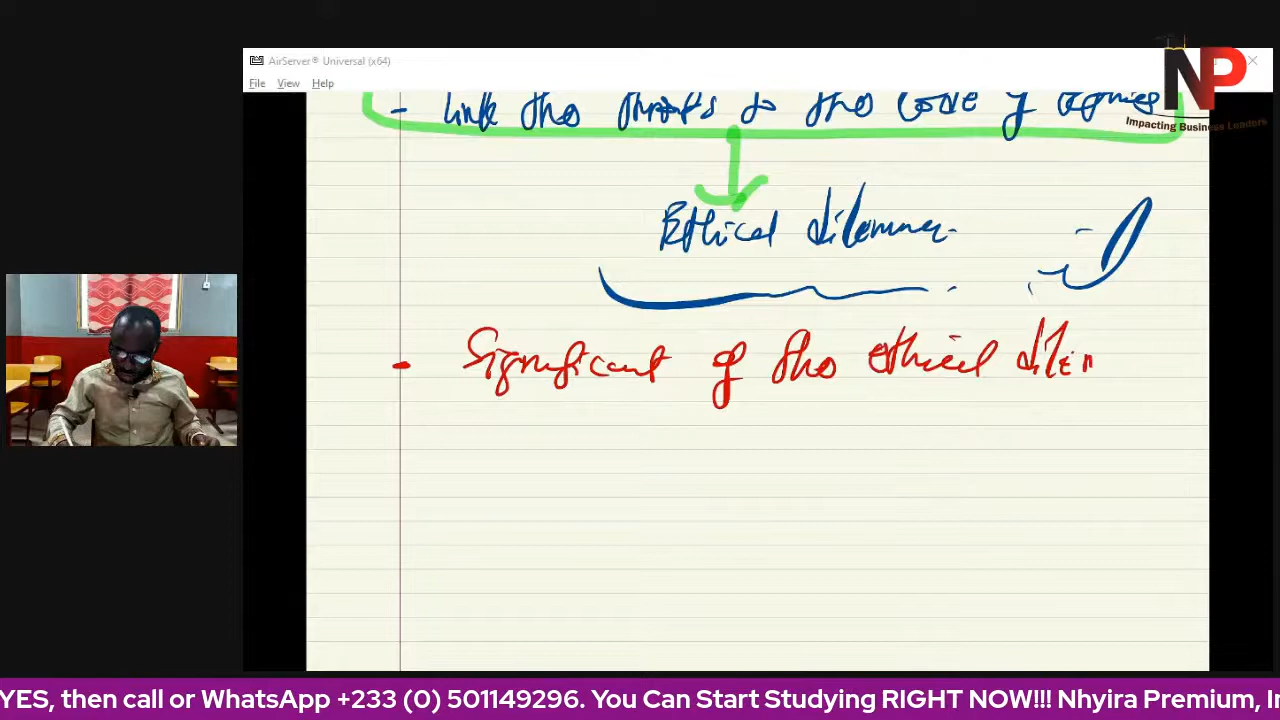 AirServer® Universal (x64)
NP
File View Help
Impacting Business Leaders
- link the threats to the code of ethics
Ethical dilemma
Significant of the ethical dilem
YES, then call or WhatsApp +233 (0) 501149296. You Can Start Studying RIGHT NOW!!! Nhyira Premium, In